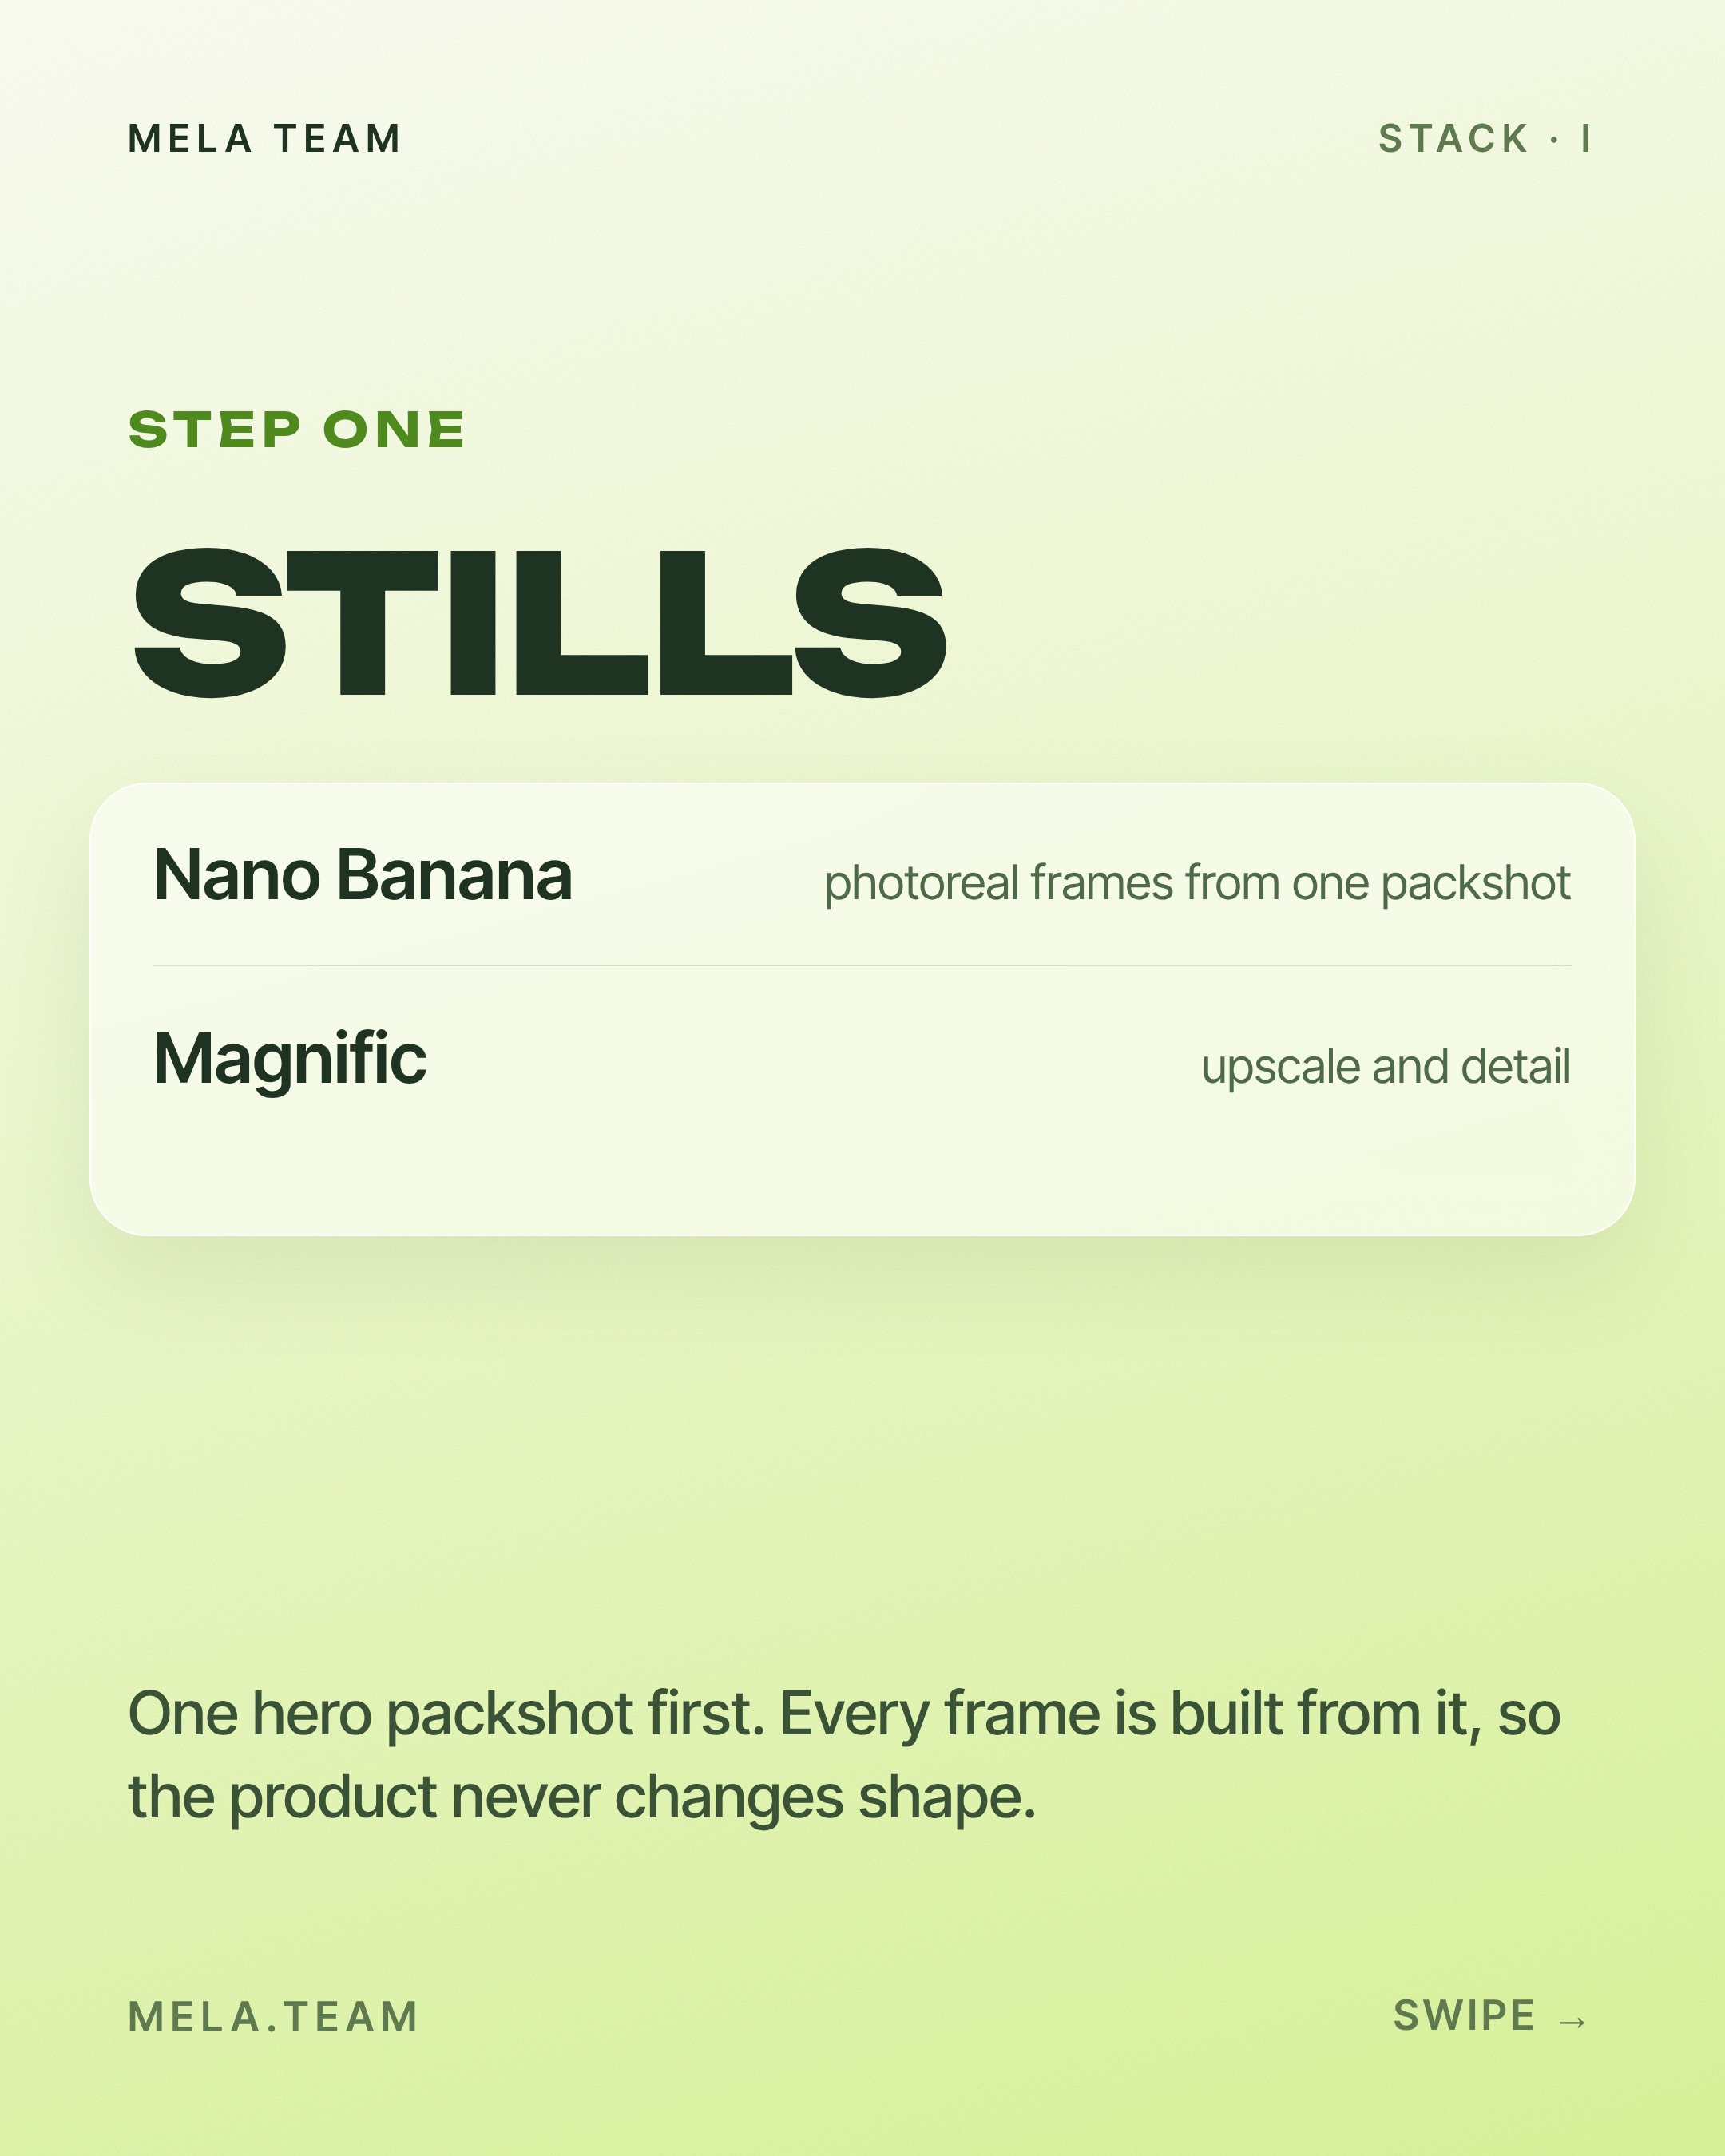 MELA TEAM
STACK · I
STEP ONE
STILLS
Nano Banana
photoreal frames from one packshot
Magnific
upscale and detail
One hero packshot first. Every frame is built from it, so
the product never changes shape.
MELA.TEAM
SWIPE →